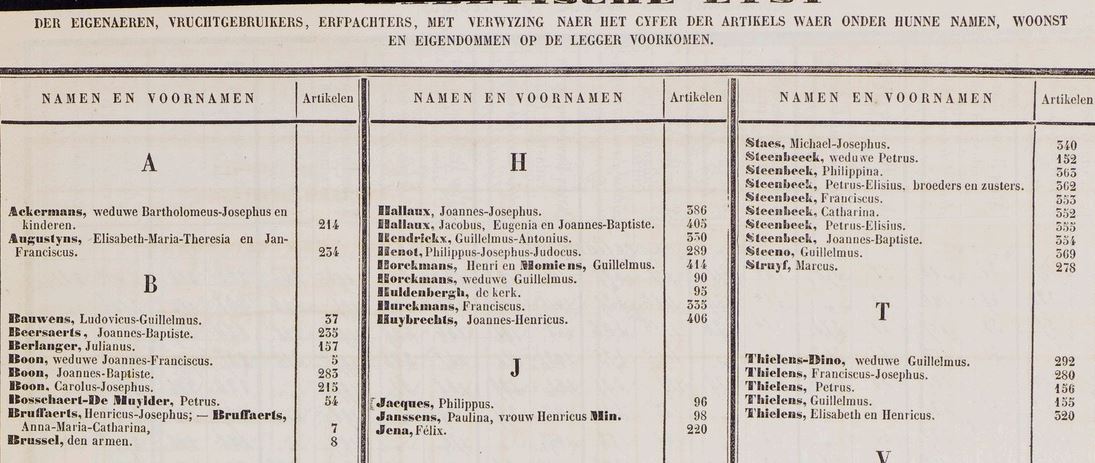 DER EIGENAEREN, VRUCHTGEBRUIKERS, ERFPACHTERS, MET VERWYZING NAER HET CYFER DER ARTIKELS WAER ONDER HUNNE NAMEN, WOONST
EN EIGENDOMMEN OP DE LEGGER VOORKOMEN.
NAMEN EN VOORNAMEN Artikelen
A
Ackermans, weduwe Bartholomeus-Josephus en
kinderen. 214
Augustyns, Elisabeth-Maria-Theresia en Jan-
Franciscus. 234
B
Bauwens, Ludovicus-Guillelmus. 37
Beersaerts, Joannes-Baptiste. 235
Berlanger, Julianus. 157
Boon, weduwe Joannes-Franciscus. 5
Boon, Joannes-Baptiste. 283
Boon, Carolus-Josephus. 215
Bosschaert-De Muylder, Petrus. 54
Bruffaerts, Henricus-Josephus; — Bruffaerts,
Anna-Maria-Catharina, 7
Brussel, den armen. 8
NAMEN EN VOORNAMEN Artikelen
H
Hallaux, Joannes-Josephus. 386
Hallaux, Jacobus, Eugenia en Joannes-Baptiste. 405
Hendrickx, Guillelmus-Antonius. 350
Henot, Philippus-Josephus-Judocus. 289
Horckmans, Henri en Momiens, Guillelmus. 414
Horckmans, weduwe Guillelmus. 90
Huldenbergh, de kerk. 95
Hurckmans, Franciscus. 335
Huybrechts, Joannes-Henricus. 406
J
Jacques, Philippus. 96
Janssens, Paulina, vrouw Henricus Min. 98
Jena, Félix. 220
NAMEN EN VOORNAMEN Artikelen
Staes, Michael-Josephus. 340
Steenbeeck, weduwe Petrus. 152
Steenbeek, Philippina. 363
Steenbeek, Petrus-Elisius, broeders en zusters. 362
Steenbeek, Franciscus. 353
Steenbeek, Catharina. 352
Steenbeek, Petrus-Elisius. 355
Steenbeek, Joannes-Baptiste. 354
Steeno, Guillelmus. 369
Struyf, Marcus. 278
T
Thielens-Dino, weduwe Guillelmus. 292
Thielens, Franciscus-Josephus. 280
Thielens, Petrus. 156
Thielens, Guillelmus. 155
Thielens, Elisabeth en Henricus. 320
V